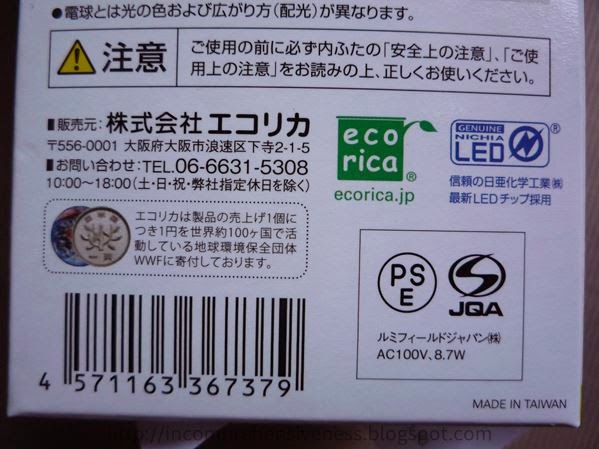 ●電球とは光の色および広がり方(配光)が異なります。
注意
ご使用の前に必ず内ふたの「安全上の注意」、「ご使
用上の注意」をお読みの上、正しくお使いください。
■販売元:株式会社エコリカ
〒556-0001 大阪府大阪市浪速区下寺2-1-5
■お問い合わせ:TEL.06-6631-5308
10:00〜18:00(土・日・祝・弊社指定休日を除く)
eco
rica®
ecorica.jp
GENUINE
NICHIA
LED®
信頼の日亜化学工業㈱
最新LEDチップ採用
エコリカは製品の売上げ1個に
つき1円を世界約100ヶ国で活
動している地球環境保全団体
WWFに寄付しております。
PS
E
JQA
ルミフィールドジャパン㈱
AC100V、8.7W
4 571163 367379
MADE IN TAIWAN
http://incomprehensiveness.blogspot.com